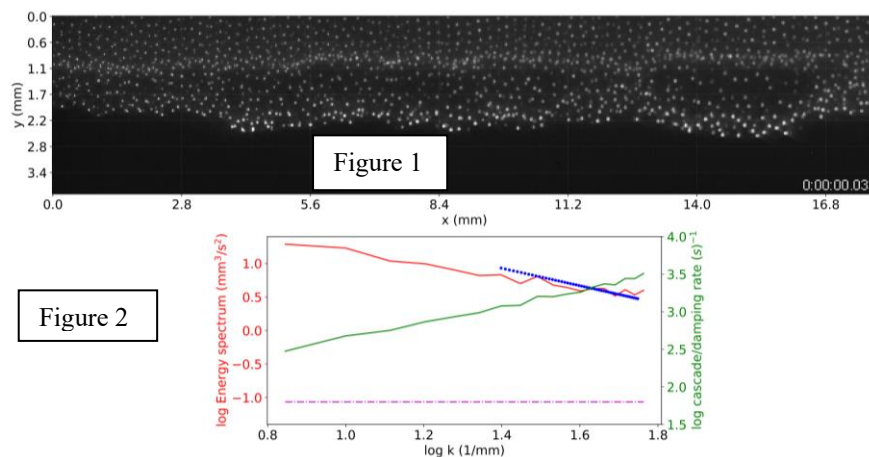 0.0
0.6
1.1
1.7
2.2
2.8
3.4
y (mm)
Figure 1
0:00:00.03
0.0 2.8 5.6 8.4 11.2 14.0 16.8
x (mm)
Figure 2
log Energy spectrum (mm³/s²)
1.0
0.5
0.0
−0.5
−1.0
4.0
3.5
3.0
2.5
2.0
1.5
log cascade/damping rate (s)⁻¹
0.8 1.0 1.2 1.4 1.6 1.8
log k (1/mm)